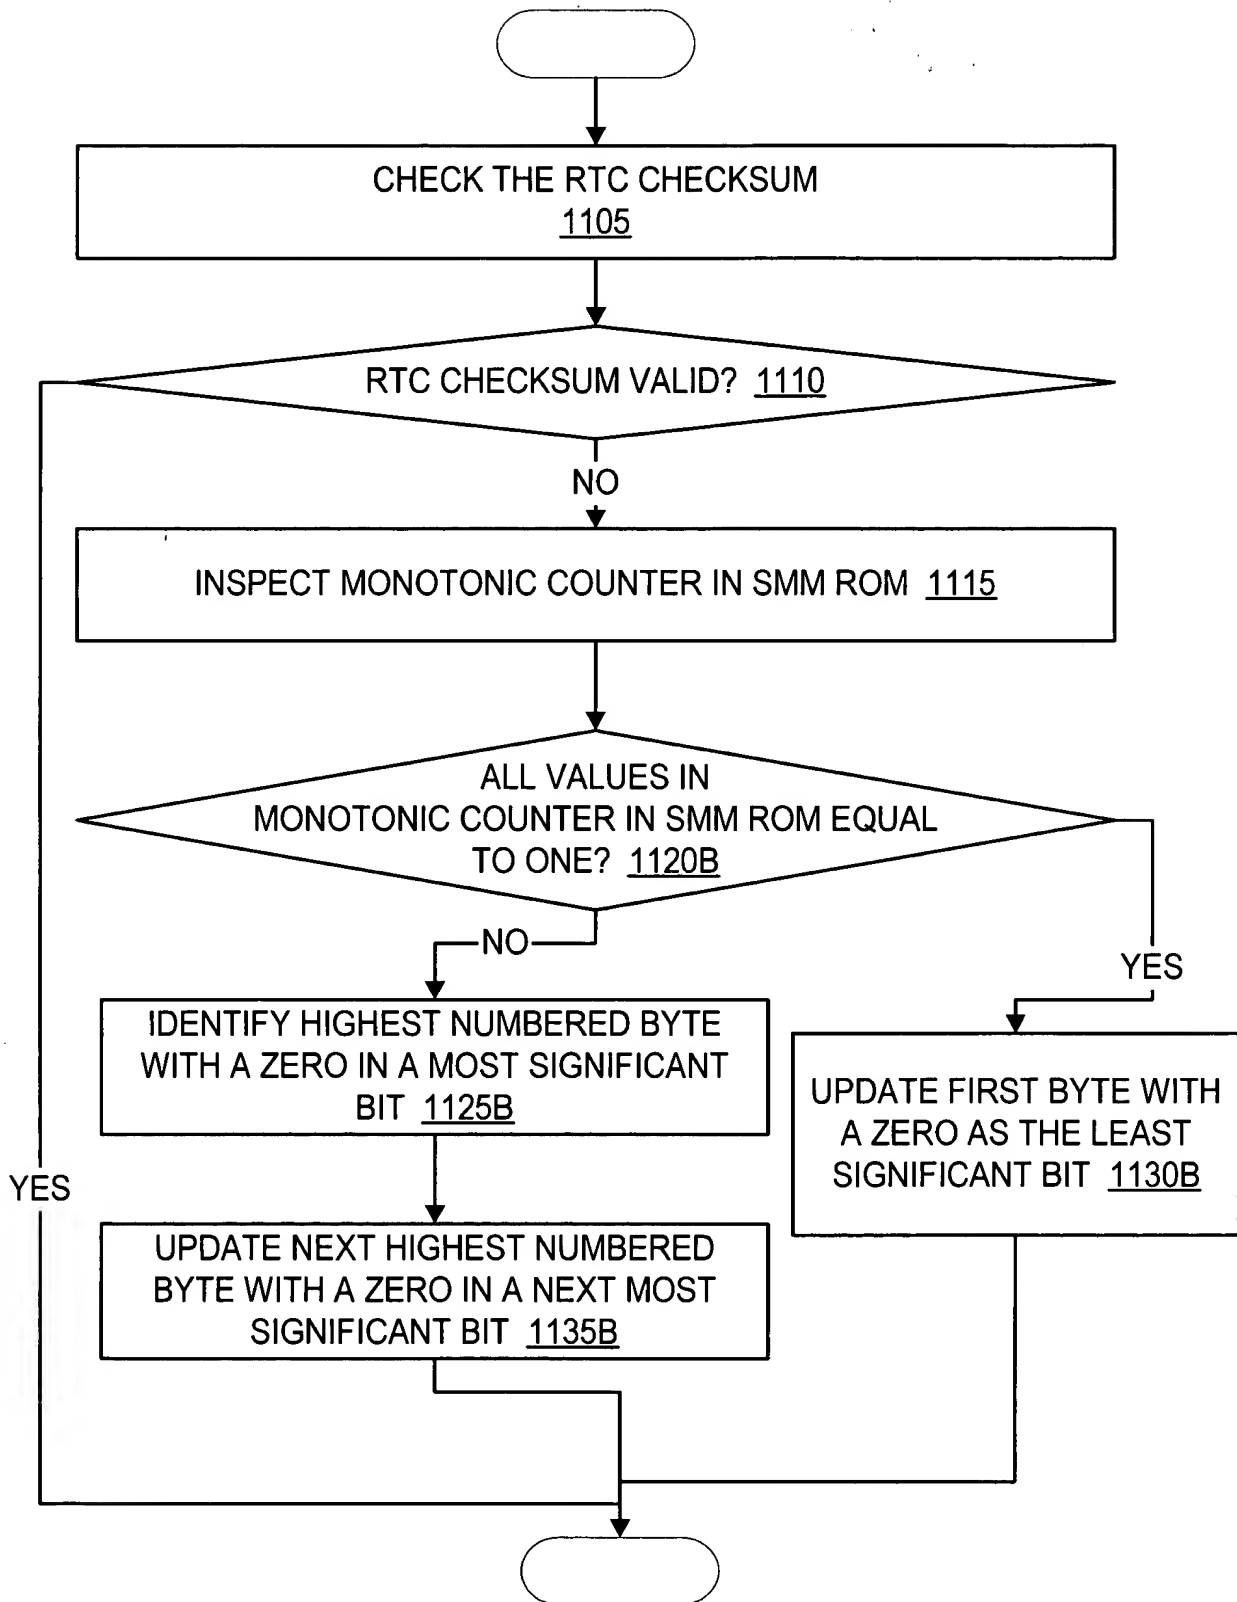 CHECK THE RTC CHECKSUM
1105
RTC CHECKSUM VALID? 1110
NO
INSPECT MONOTONIC COUNTER IN SMM ROM 1115
ALL VALUES IN
MONOTONIC COUNTER IN SMM ROM EQUAL
TO ONE? 1120B
NO
YES
IDENTIFY HIGHEST NUMBERED BYTE
WITH A ZERO IN A MOST SIGNIFICANT
BIT 1125B
UPDATE FIRST BYTE WITH
A ZERO AS THE LEAST
SIGNIFICANT BIT 1130B
YES
UPDATE NEXT HIGHEST NUMBERED
BYTE WITH A ZERO IN A NEXT MOST
SIGNIFICANT BIT 1135B